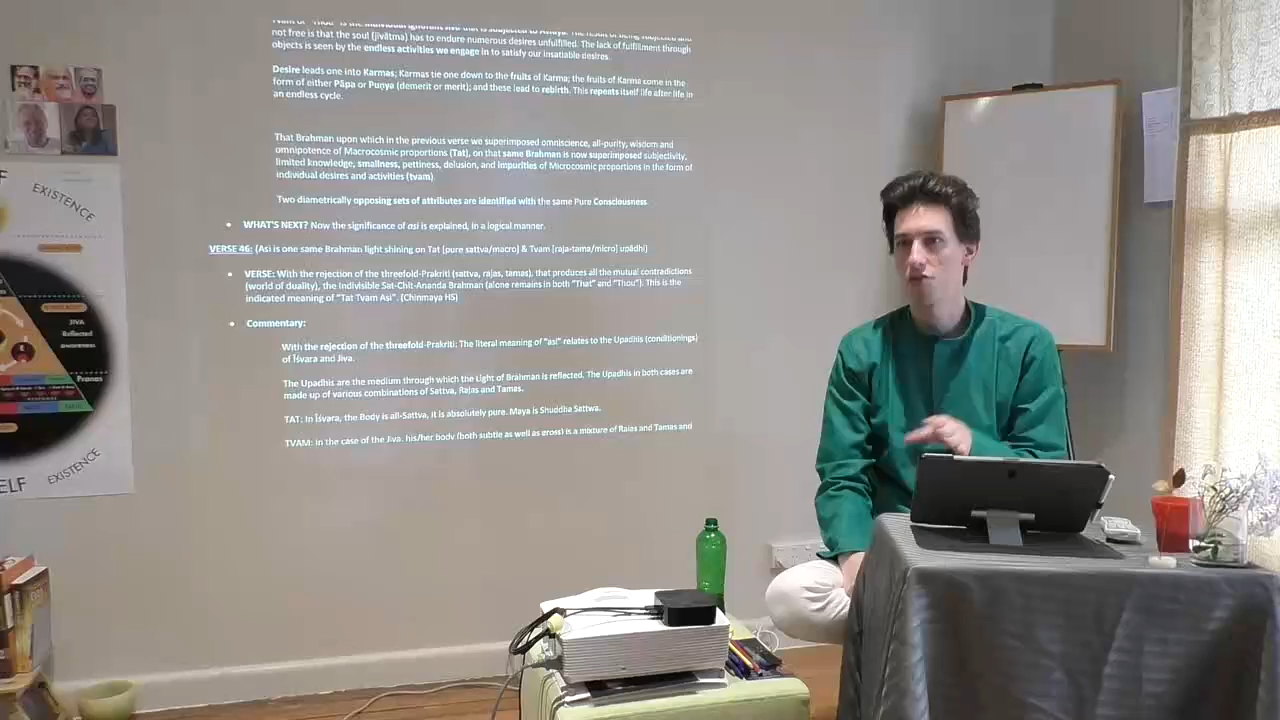 not free is that the soul (jivātma) has to endure numerous desires unfulfilled. The lack of fulfillment through
objects is seen by the endless activities we engage in to satisfy our insatiable desires.
Desire leads one into Karmas; Karmas tie one down to the fruits of Karma; the fruits of Karma come in the
form of either Pāpa or Puṇya (demerit or merit); and these lead to rebirth. This repeats itself life after life in
an endless cycle.
That Brahman upon which in the previous verse we superimposed omniscience, all-purity, wisdom and
omnipotence of Macrocosmic proportions (Tat), on that same Brahman is now superimposed subjectivity,
limited knowledge, smallness, pettiness, delusion, and impurities of Microcosmic proportions in the form of
individual desires and activities (tvam)
Two diametrically opposing sets of attributes are identified with the same Pure Consciousness.
• WHAT'S NEXT? Now the significance of asi is explained, in a logical manner.
VERSE 46: (Asi is one same Brahman light shining on Tat [pure sattva/macro] & Tvam [raja-tama/micro] upādhi)
• VERSE: With the rejection of the threefold-Prakriti (sattva, rajas, tamas), that produces all the mutual contradictions
(world of duality), the Indivisible Sat-Chit-Ananda Brahman (alone remains in both "That" and "Thou"). This is the
indicated meaning of "Tat Tvam Asi". (Chinmaya HS)
• Commentary:
With the rejection of the threefold-Prakriti: The literal meaning of "asi" relates to the Upadhis (conditionings)
of Īśvara and Jiva.
The Upadhis are the medium through which the Light of Brahman is reflected. The Upadhis in both cases are
made up of various combinations of Sattva, Rajas and Tamas.
TAT: In Īśvara, the Body is all-Sattva, it is absolutely pure. Maya is Shuddha Sattwa.
TVAM: in the case of the Jiva, his/her body (both subtle as well as gross) is a mixture of Rajas and Tamas and
EXISTENCE
JIVA
Reflected
awareness
Pranas
EXISTENCE